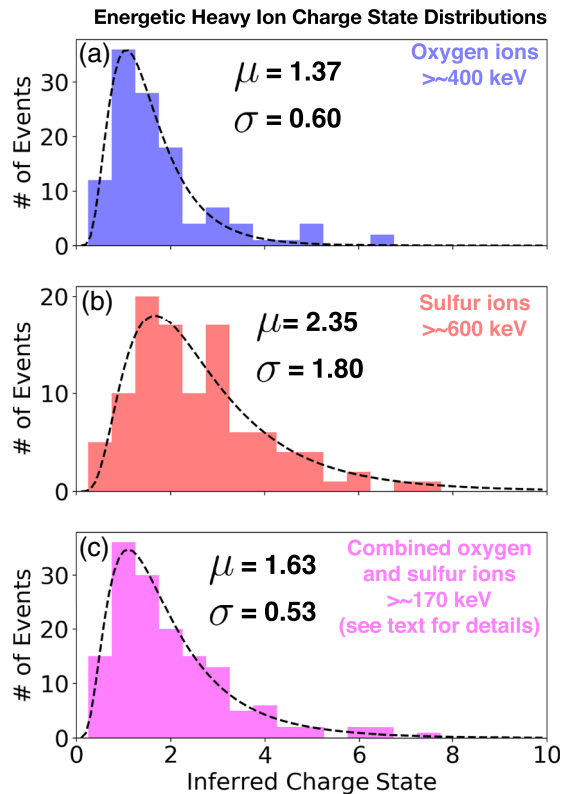 Energetic Heavy Ion Charge State Distributions
(a)
μ = 1.37
σ = 0.60
Oxygen ions
>~400 keV
# of Events
30
20
10
0
(b)
μ= 2.35
σ = 1.80
Sulfur ions
>~600 keV
# of Events
20
10
0
(c)
μ = 1.63
σ = 0.53
Combined oxygen
and sulfur ions
>~170 keV
(see text for details)
# of Events
30
20
10
0
0 2 4 6 8 10
Inferred Charge State